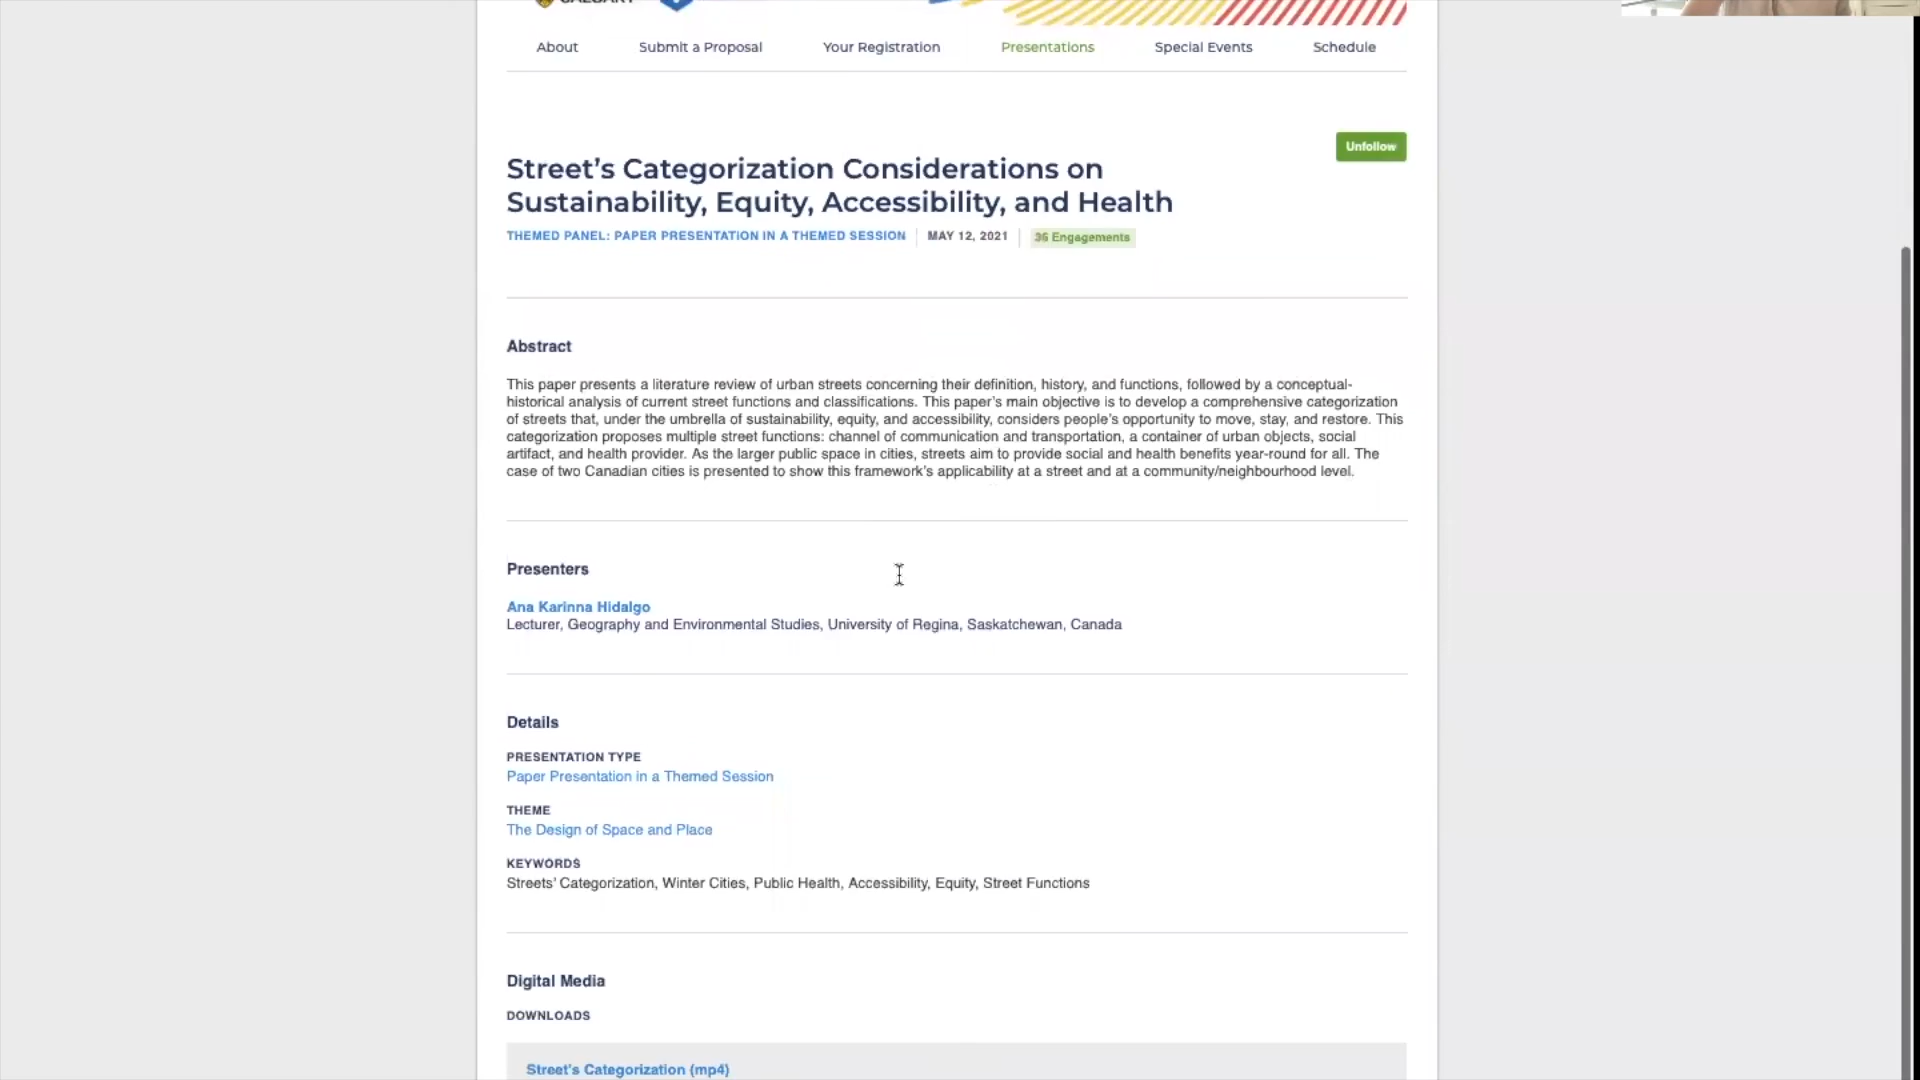 CALGARY
About Submit a Proposal Your Registration Presentations Special Events Schedule
Unfollow
Street’s Categorization Considerations on
Sustainability, Equity, Accessibility, and Health
THEMED PANEL: PAPER PRESENTATION IN A THEMED SESSION MAY 12, 2021 36 Engagements
Abstract
This paper presents a literature review of urban streets concerning their definition, history, and functions, followed by a conceptual-
historical analysis of current street functions and classifications. This paper’s main objective is to develop a comprehensive categorization
of streets that, under the umbrella of sustainability, equity, and accessibility, considers people’s opportunity to move, stay, and restore. This
categorization proposes multiple street functions: channel of communication and transportation, a container of urban objects, social
artifact, and health provider. As the larger public space in cities, streets aim to provide social and health benefits year-round for all. The
case of two Canadian cities is presented to show this framework’s applicability at a street and at a community/neighbourhood level.
Presenters
Ana Karinna Hidalgo
Lecturer, Geography and Environmental Studies, University of Regina, Saskatchewan, Canada
Details
PRESENTATION TYPE
Paper Presentation in a Themed Session
THEME
The Design of Space and Place
KEYWORDS
Streets’ Categorization, Winter Cities, Public Health, Accessibility, Equity, Street Functions
Digital Media
DOWNLOADS
Street’s Categorization (mp4)